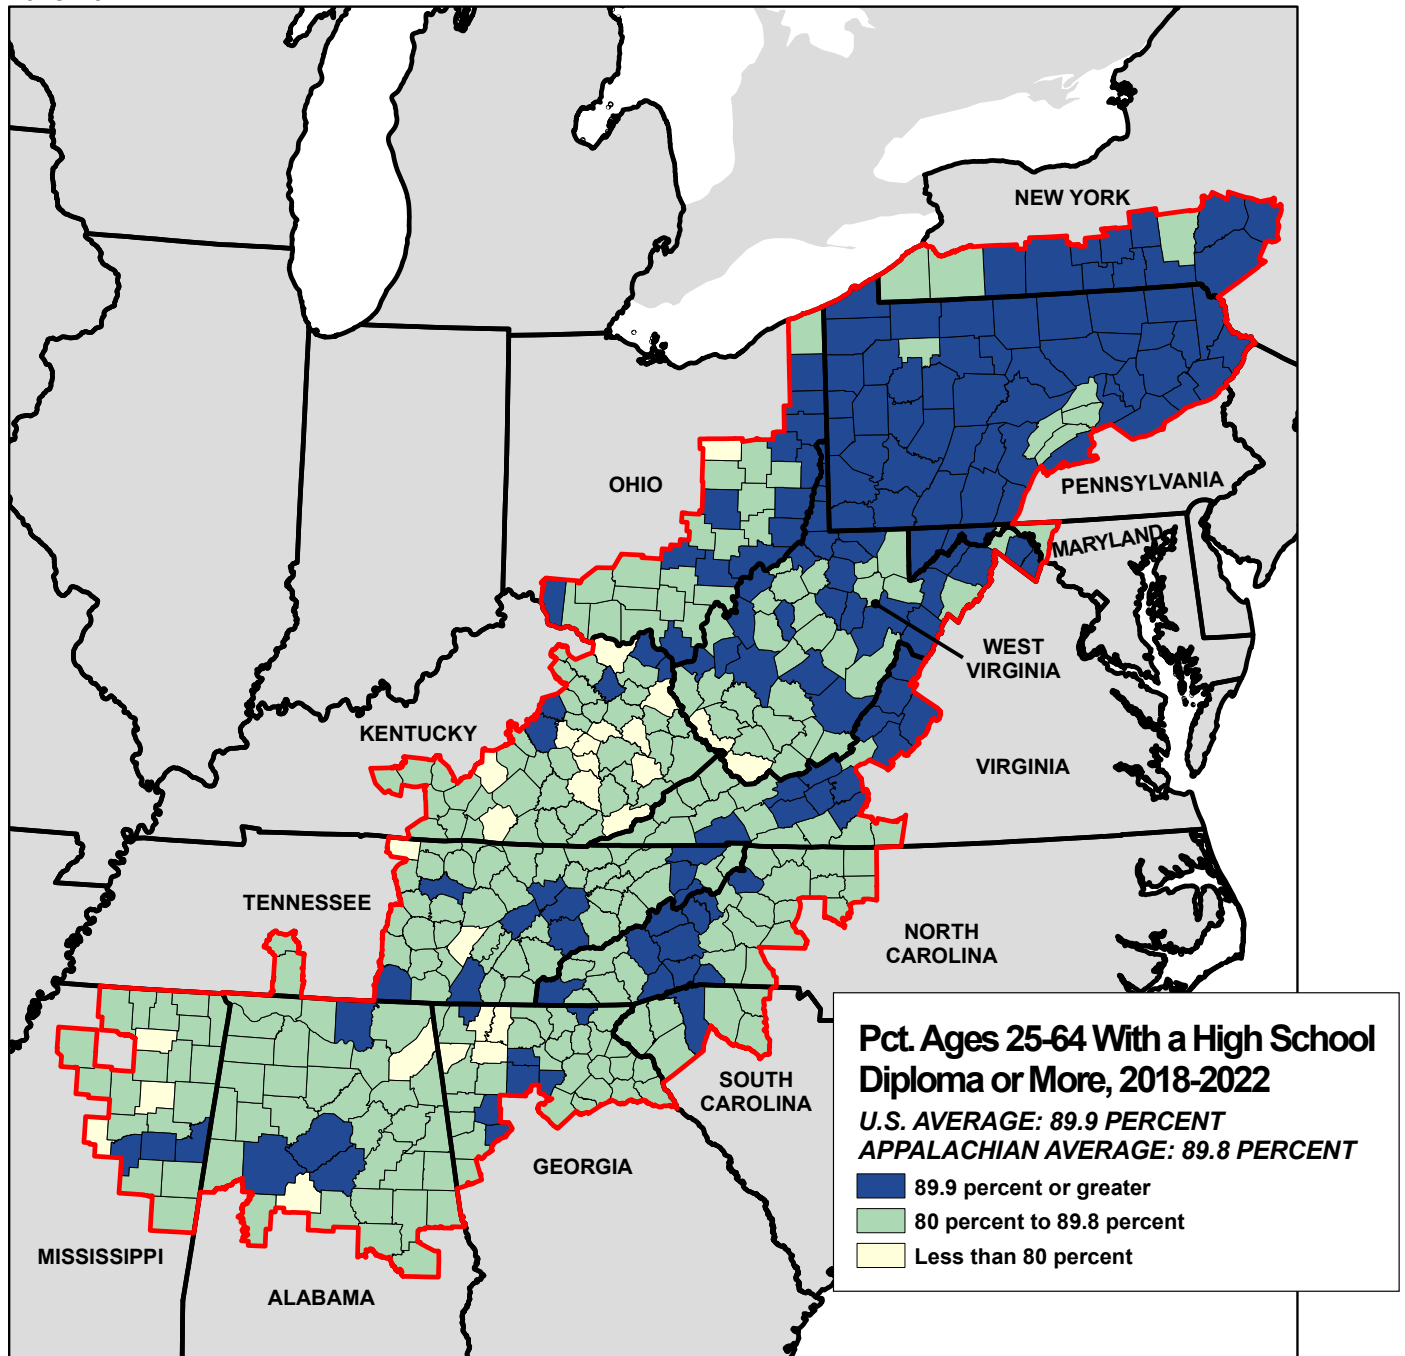 NEW YORK
OHIO
PENNSYLVANIA
MARYLAND
WEST
VIRGINIA
KENTUCKY
VIRGINIA
TENNESSEE
NORTH
CAROLINA
SOUTH
CAROLINA
GEORGIA
MISSISSIPPI
ALABAMA
Pct. Ages 25-64 With a High School
Diploma or More, 2018-2022
U.S. AVERAGE: 89.9 PERCENT
APPALACHIAN AVERAGE: 89.8 PERCENT
89.9 percent or greater
80 percent to 89.8 percent
Less than 80 percent